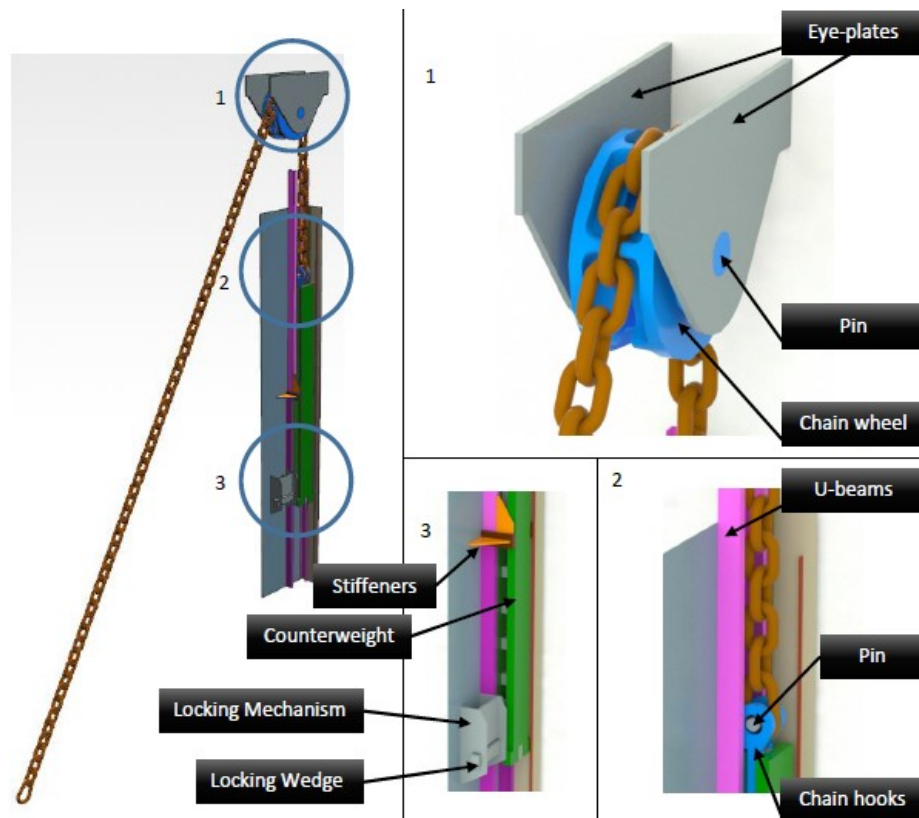 1
2
3
1
Eye-plates
Pin
Chain wheel
3
Stiffeners
Counterweight
Locking Mechanism
Locking Wedge
2
U-beams
Pin
Chain hooks